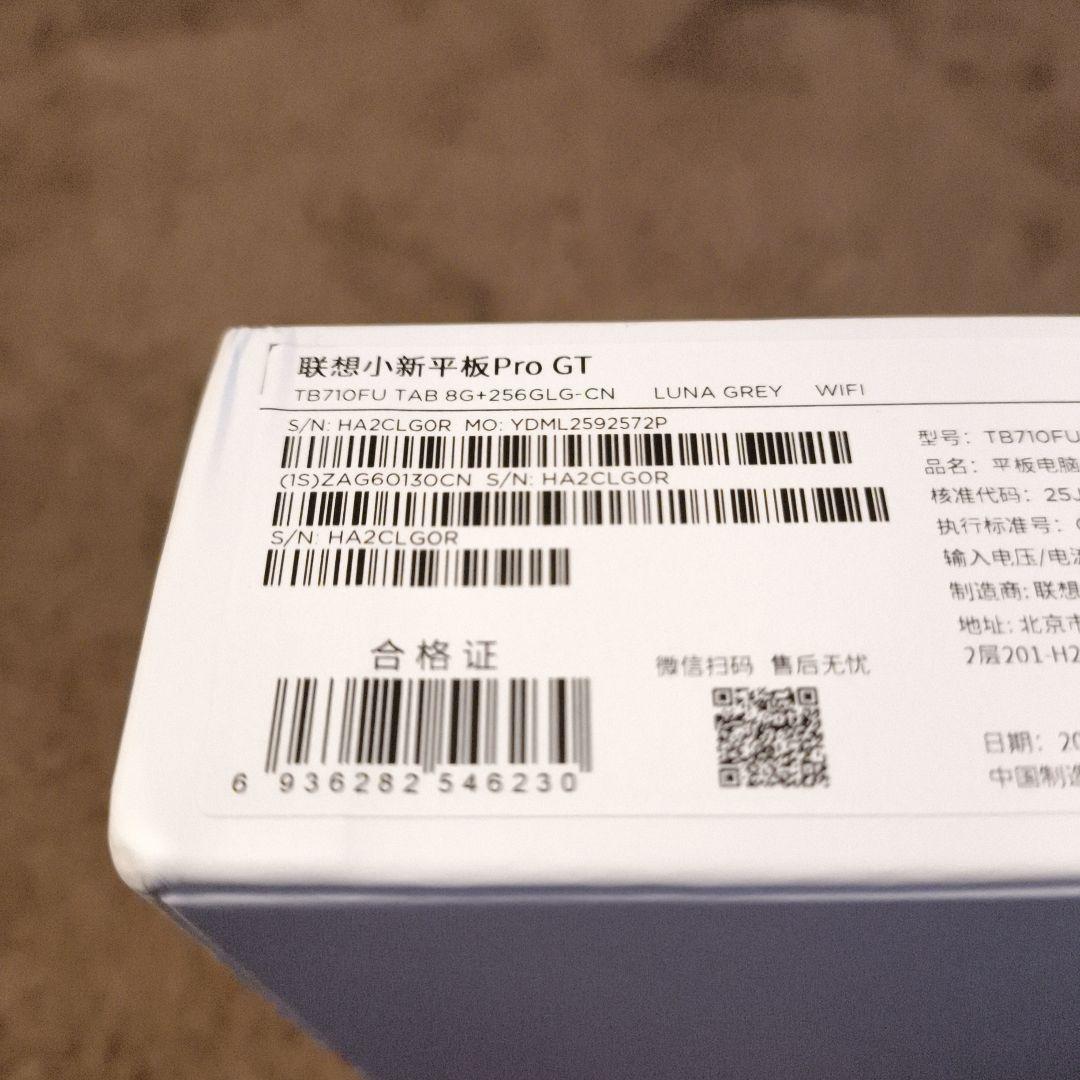 联想小新平板Pro GT
TB710FU TAB 8G+256GLG-CN LUNA GREY WIFI
S/N: HA2CLG0R MO: YDML2592572P
(1S)ZAG60130CN S/N: HA2CLG0R
S/N: HA2CLG0R
合格证
6 936282 546230
微信扫码 售后无忧
型号: TB710FU
品名: 平板电脑
核准代码: 25J
执行标准号:
输入电压/电流
制造商: 联想
地址: 北京市
2层201-H2
日期: 20
中国制造